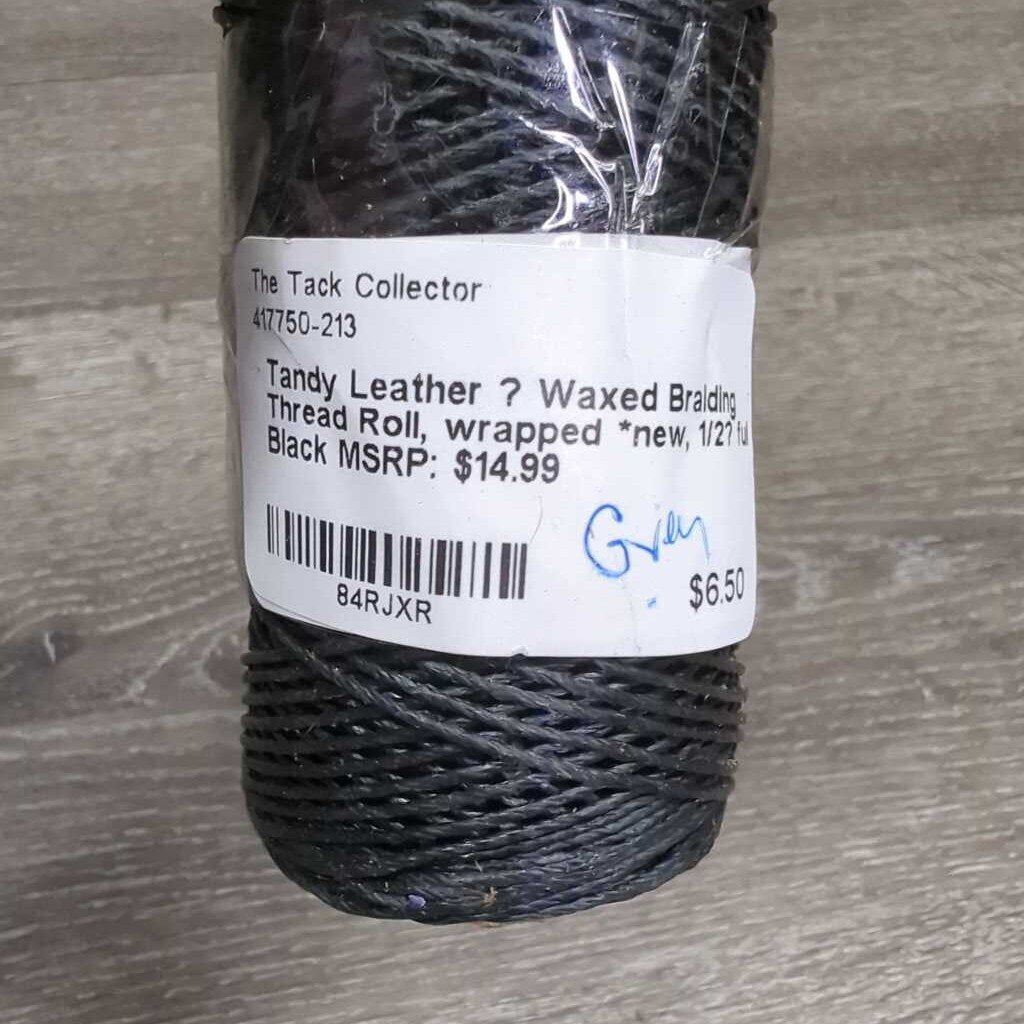 The Tack Collector
417750-213
Tandy Leather ? Waxed Braiding
Thread Roll, wrapped *new, 1/2? ful
Black MSRP: $14.99
Grey
84RJXR
$6.50